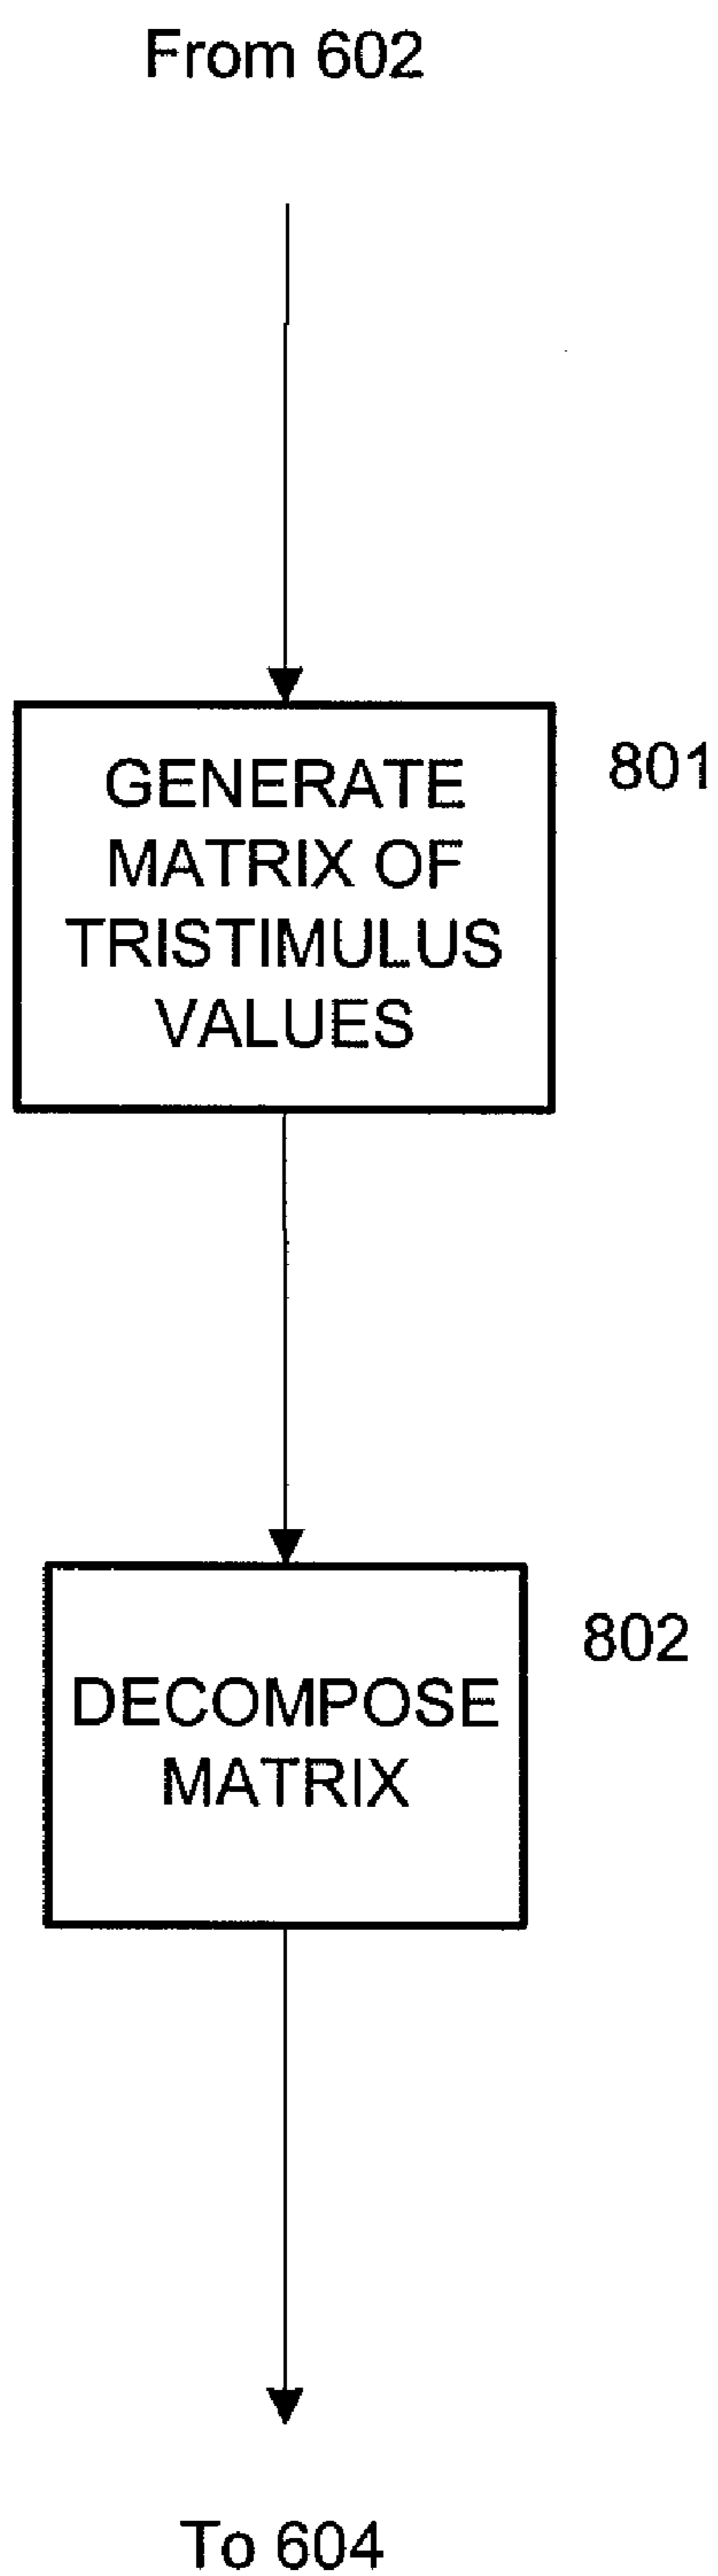 From 602
801
GENERATE
MATRIX OF
TRISTIMULUS
VALUES
802
DECOMPOSE
MATRIX
To 604